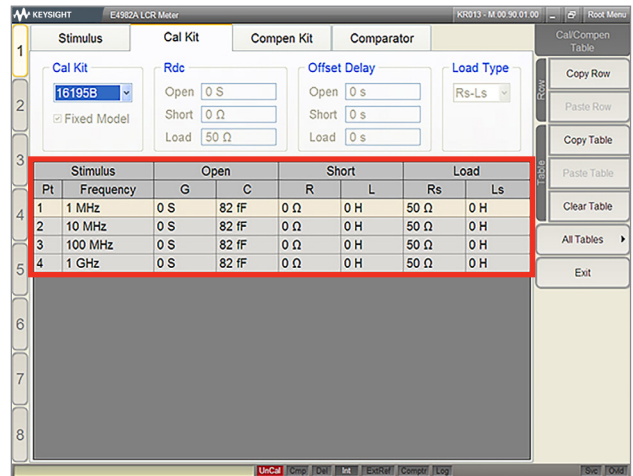 KEYSIGHT E4982A LCR Meter KR013 - M 00.90.01.00 Root Menu
Stimulus Cal Kit Compen Kit Comparator
Cal/Compen
Table
Cal Kit
16195B
Fixed Model
Rdc
Open 0 S
Short 0 Ω
Load 50 Ω
Offset Delay
Open 0 s
Short 0 s
Load 0 s
Load Type
Rs-Ls
Stimulus Open Short Load
Pt Frequency G C R L Rs Ls
1 1 MHz 0 S 82 fF 0 Ω 0 H 50 Ω 0 H
2 10 MHz 0 S 82 fF 0 Ω 0 H 50 Ω 0 H
3 100 MHz 0 S 82 fF 0 Ω 0 H 50 Ω 0 H
4 1 GHz 0 S 82 fF 0 Ω 0 H 50 Ω 0 H
1
2
3
4
5
6
7
8
Row
Copy Row
Paste Row
Table
Copy Table
Paste Table
Clear Table
All Tables
Exit
UnCal Cmp Del Int ExtRef Comptr Log Svc Ovld